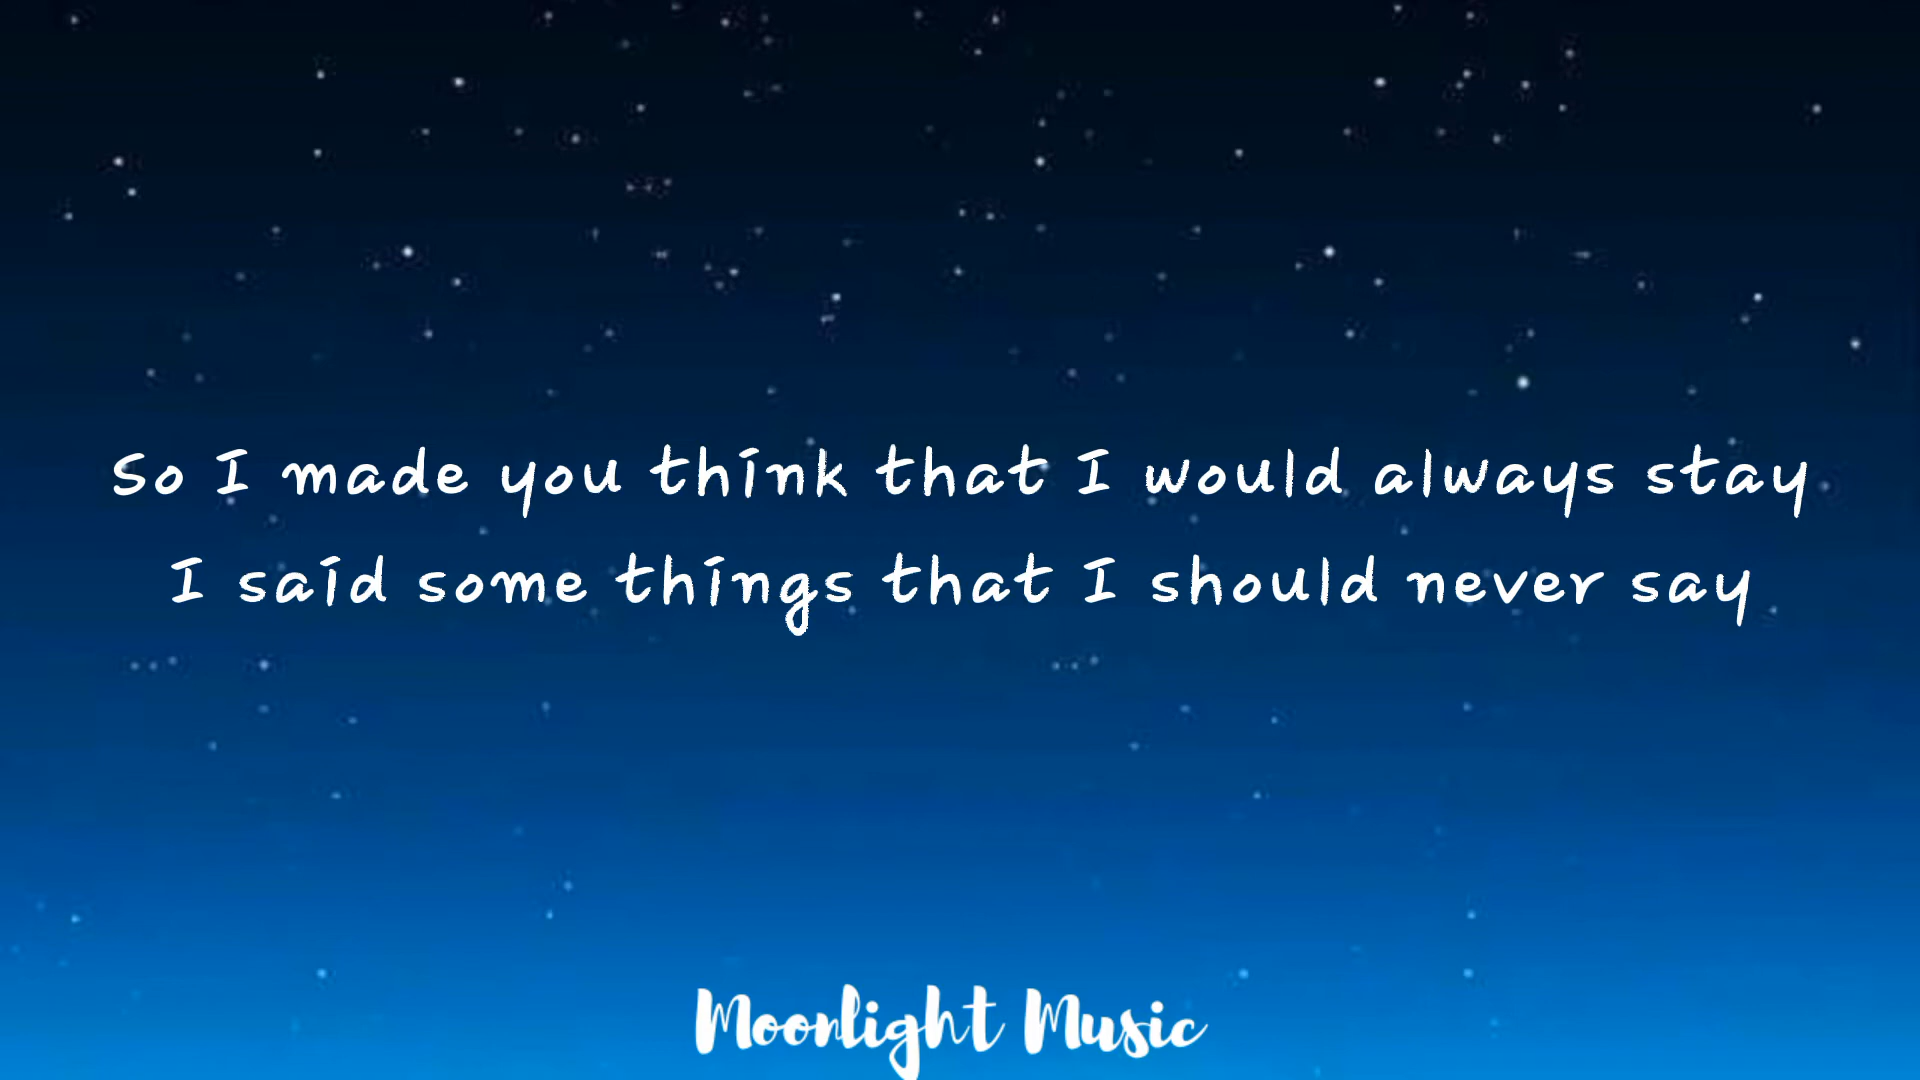 So I made you think that I would always stay
I said some things that I should never say
Moonlight Music